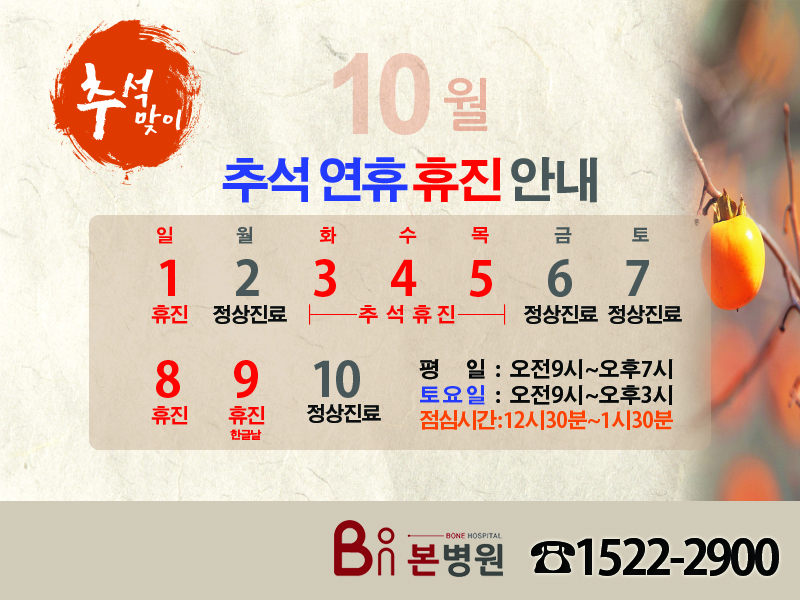 추석
맞이
10월
추석 연휴 휴진 안내
일 월 화 수 목 금 토
1 2 3 4 5 6 7
휴진 정상진료 추 석 휴 진 정상진료 정상진료
8 9 10
휴진 휴진 정상진료
한글날
평 일 : 오전9시~오후7시
토요일 : 오전9시~오후3시
점심시간:12시30분~1시30분
Bon
BONE HOSPITAL
본병원
☎1522-2900